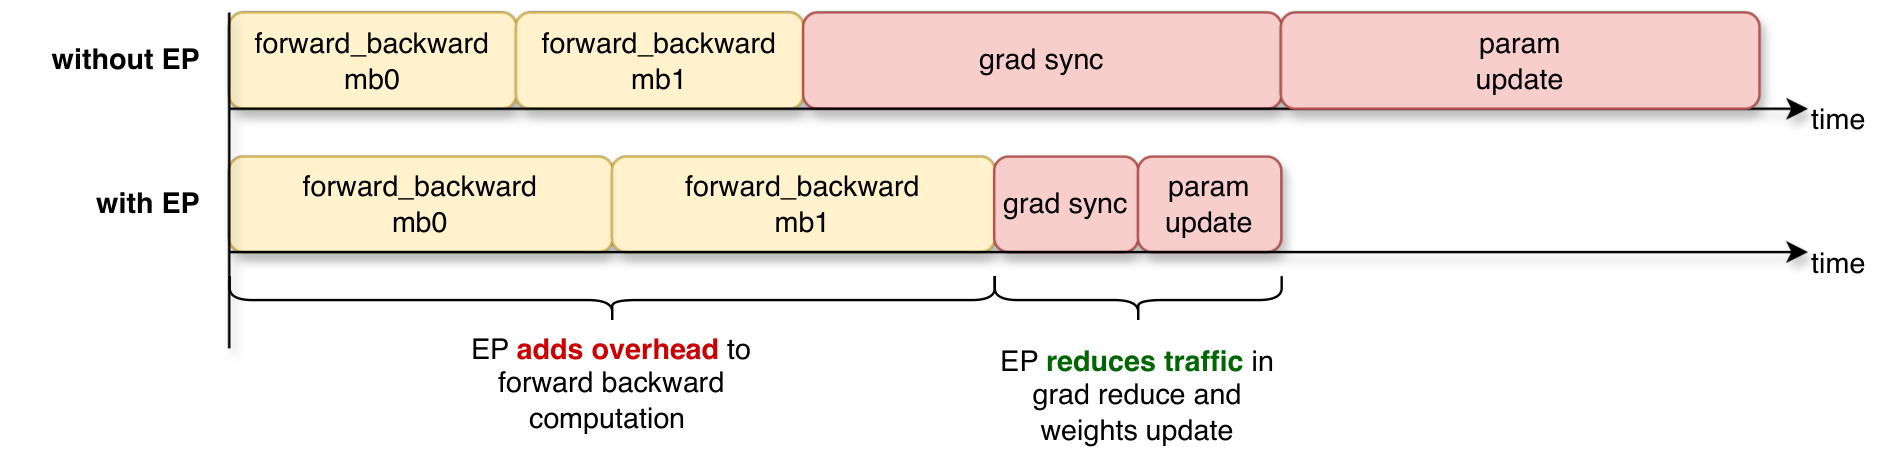 without EP
forward_backward
mb0
forward_backward
mb1
grad sync
param
update
time
with EP
forward_backward
mb0
forward_backward
mb1
grad sync
param
update
time
EP adds overhead to
forward backward
computation
EP reduces traffic in
grad reduce and
weights update